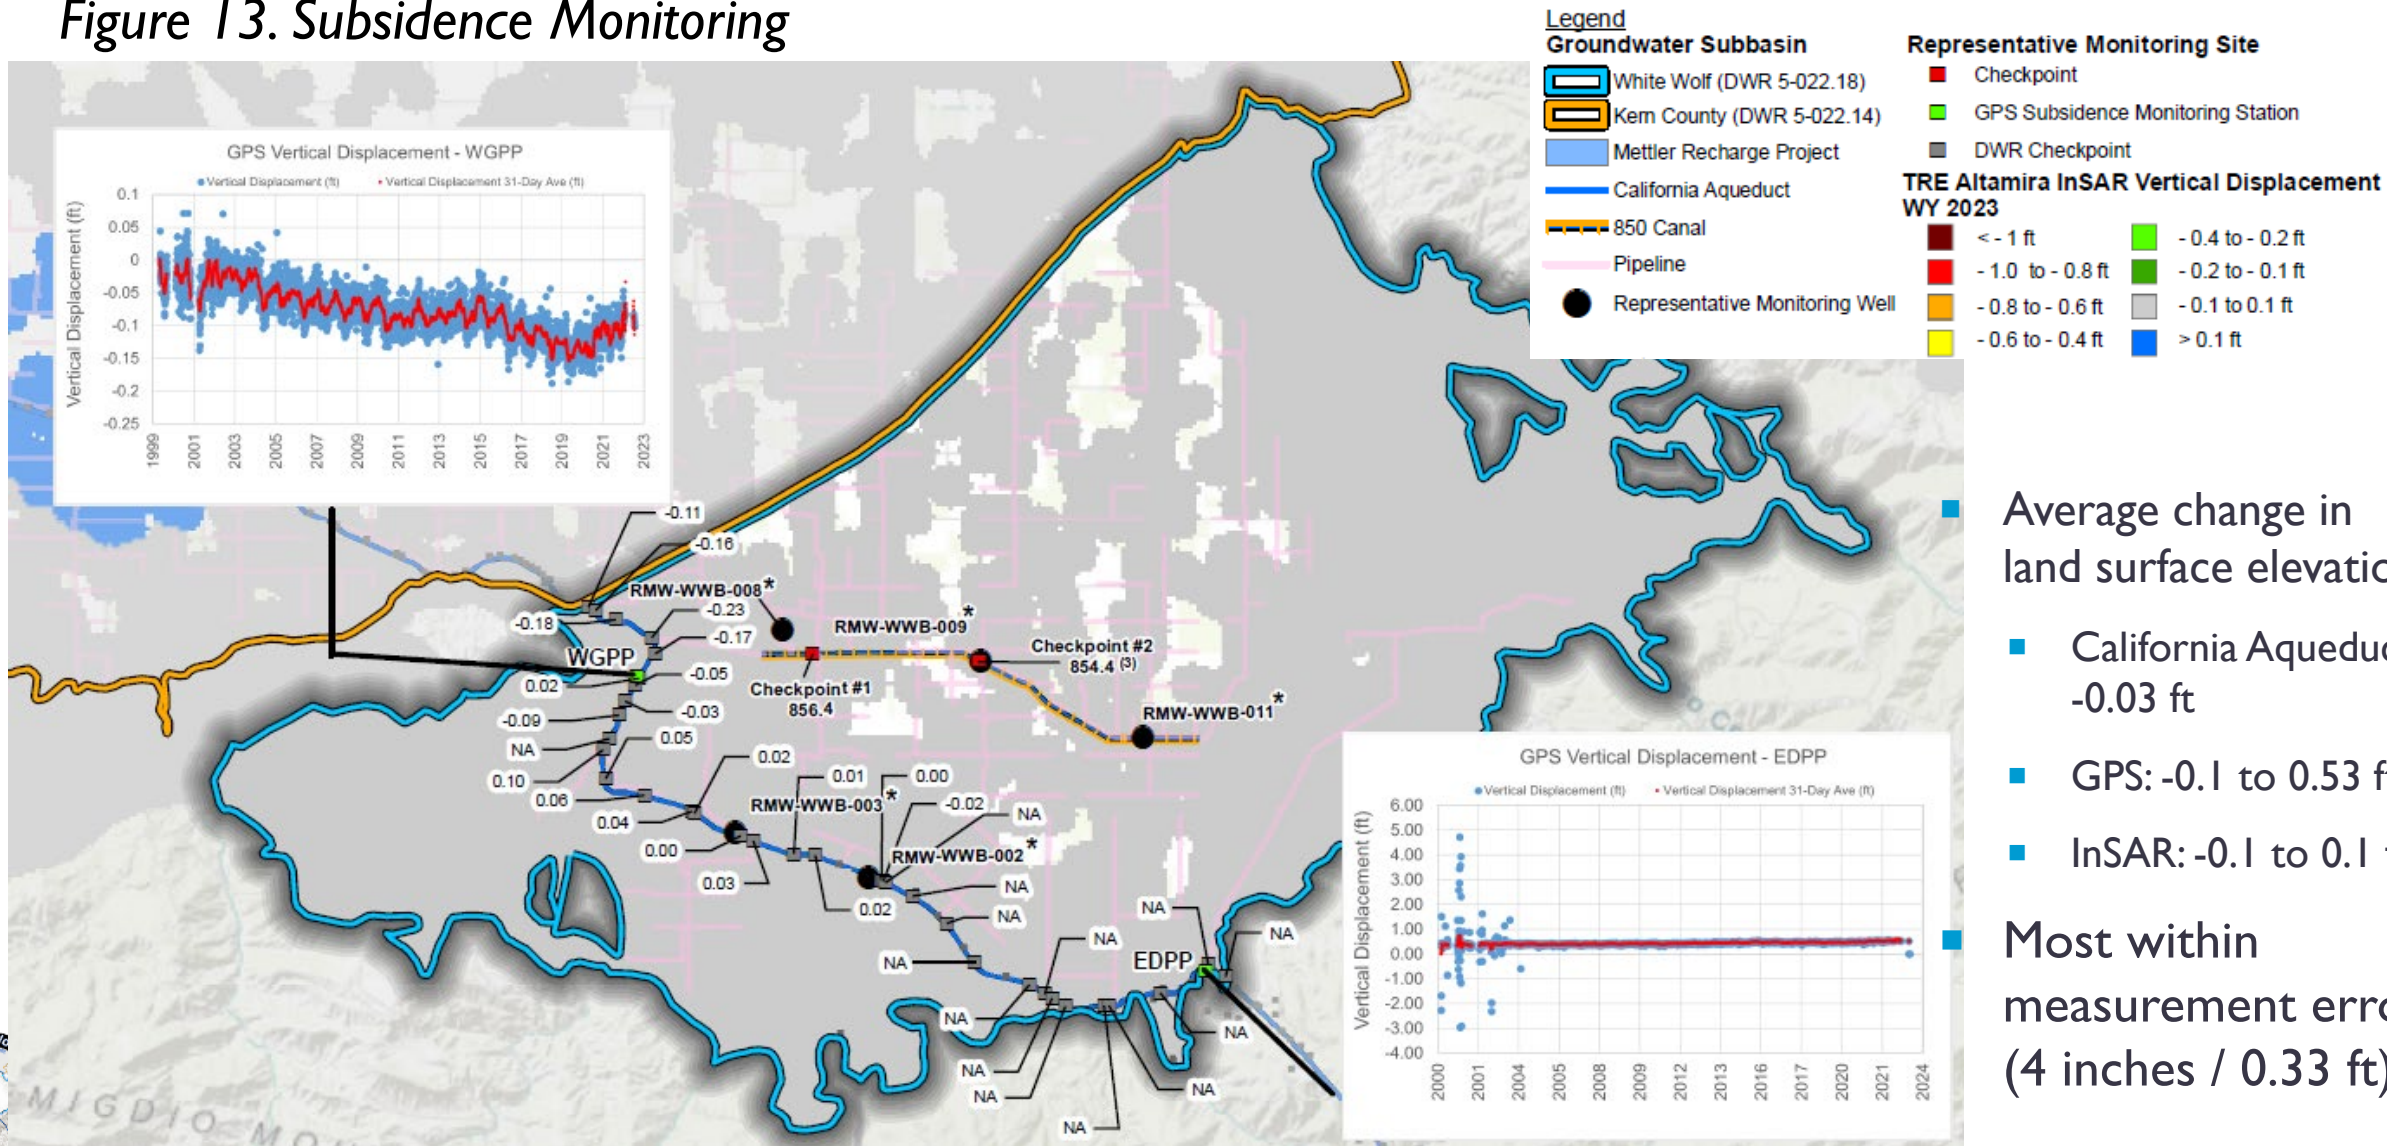 Figure 13. Subsidence Monitoring
Legend
Groundwater Subbasin
White Wolf (DWR 5-022.18)
Kern County (DWR 5-022.14)
Mettler Recharge Project
California Aqueduct
850 Canal
Pipeline
Representative Monitoring Well
Representative Monitoring Site
Checkpoint
GPS Subsidence Monitoring Station
DWR Checkpoint
TRE Altamira InSAR Vertical Displacement
WY 2023
< - 1 ft
- 1.0 to - 0.8 ft
- 0.8 to - 0.6 ft
- 0.6 to - 0.4 ft
- 0.4 to - 0.2 ft
- 0.2 to - 0.1 ft
- 0.1 to 0.1 ft
> 0.1 ft
GPS Vertical Displacement - WGPP
Vertical Displacement (ft)
Vertical Displacement 31-Day Ave (ft)
Vertical Displacement (ft)
0.1
0.05
0
-0.05
-0.1
-0.15
-0.2
-0.25
1999
2001
2003
2005
2007
2009
2011
2013
2015
2017
2019
2021
2023
-0.11
-0.16
RMW-WWB-008*
-0.23
-0.18
-0.17
WGPP
-0.05
0.02
-0.03
-0.09
0.05
NA
0.10
0.02
0.06
0.04
0.01
0.00
RMW-WWB-003*
-0.02
NA
0.00
RMW-WWB-002*
0.03
0.02
NA
NA
NA
RMW-WWB-009*
Checkpoint #1
856.4
Checkpoint #2
854.4 (3)
RMW-WWB-011*
NA
NA
NA
EDPP
NA
NA
NA
NA
NA
NA
GPS Vertical Displacement - EDPP
Vertical Displacement (ft)
Vertical Displacement 31-Day Ave (ft)
Vertical Displacement (ft)
6.00
5.00
4.00
3.00
2.00
1.00
0.00
-1.00
-2.00
-3.00
-4.00
2000
2001
2004
2005
2008
2009
2012
2013
2016
2017
2020
2021
2024
Average change in
land surface elevatio
California Aqueduc
-0.03 ft
GPS: -0.1 to 0.53 f
InSAR: -0.1 to 0.1
Most within
measurement erro
(4 inches / 0.33 ft)
MIGDIO